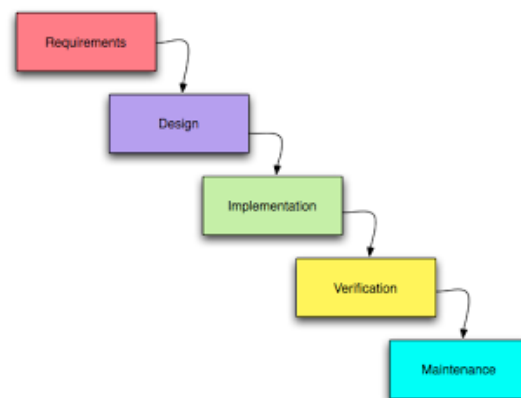 Requirements
Design
Implementation
Verification
Maintenance